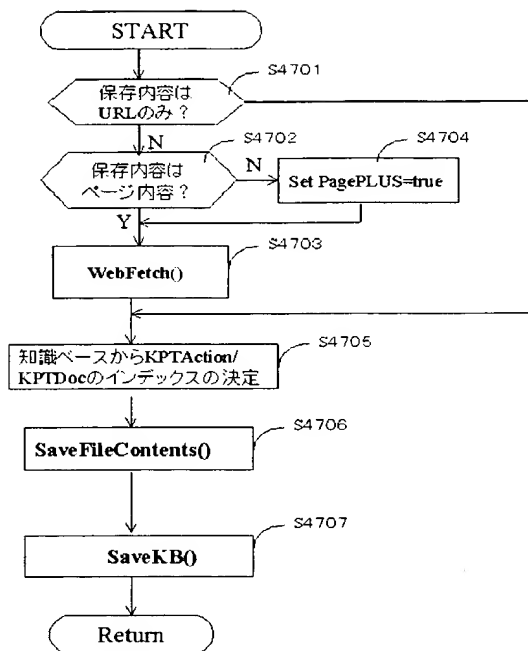 START
S4701
保存内容は
URLのみ？
N
S4702
S4704
保存内容は
ページ内容？
N
Set PagePLUS=true
Y
S4703
WebFetch()
S4705
知識ベースからKPTAction/
KPTDocのインデックスの決定
S4706
SaveFileContents()
S4707
SaveKB()
Return